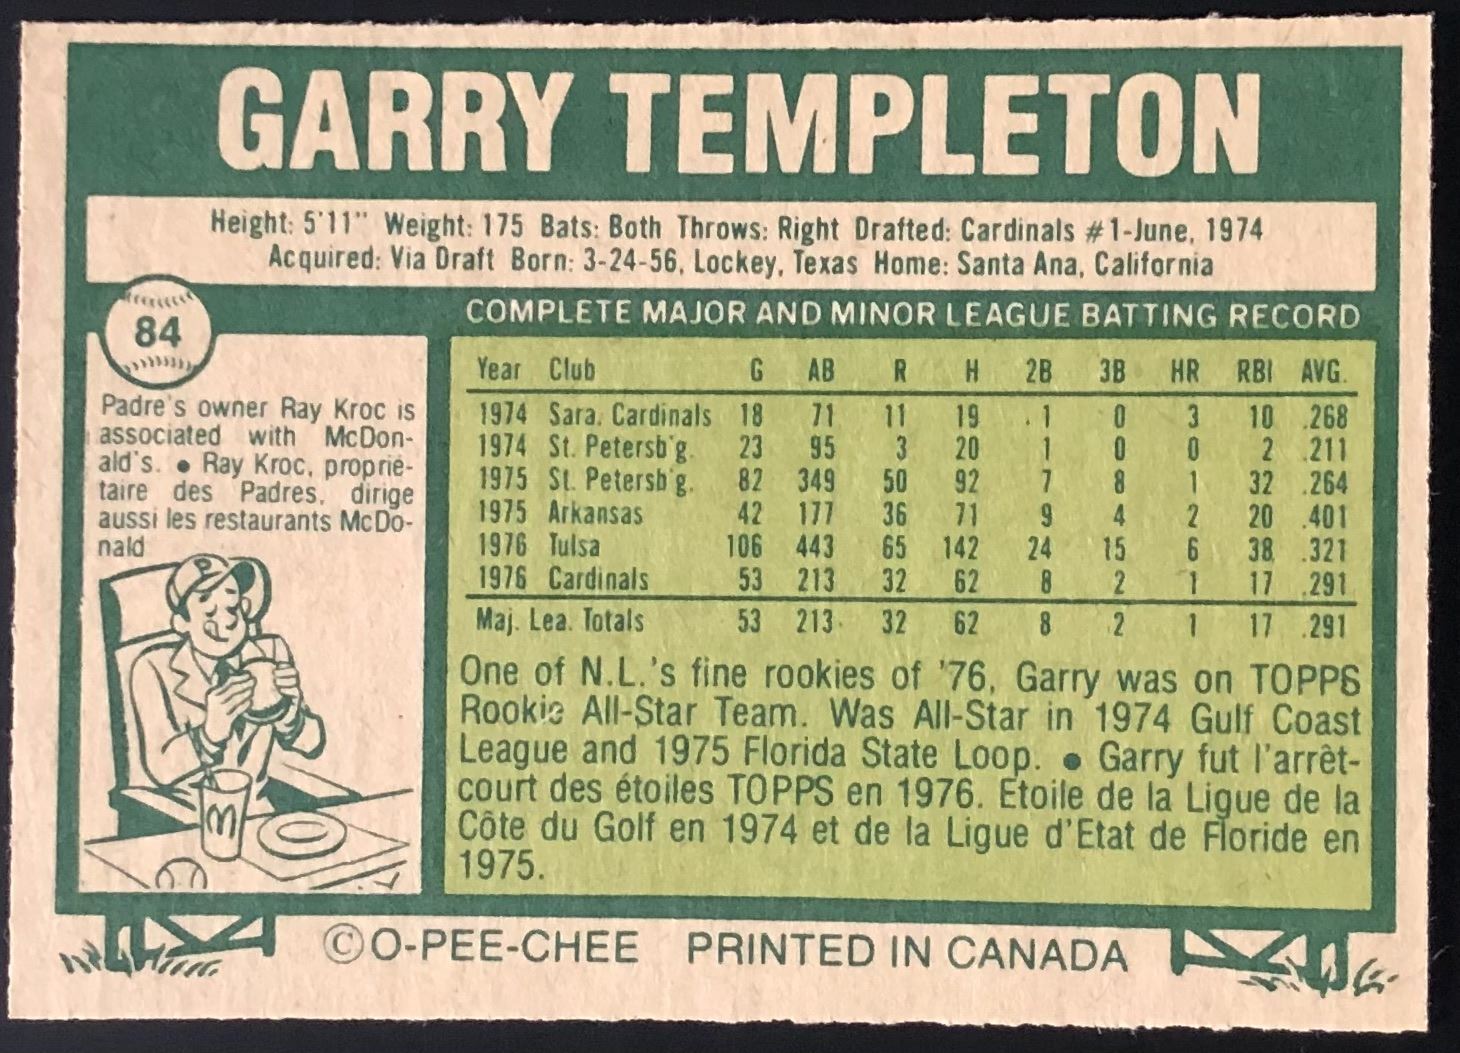 GARRY TEMPLETON
Height: 5'11" Weight: 175 Bats: Both Throws: Right Drafted: Cardinals #1-June, 1974
Acquired: Via Draft Born: 3-24-56, Lockey, Texas Home: Santa Ana, California
84
Padre's owner Ray Kroc is
associated with McDon-
ald's. ● Ray Kroc, proprié-
taire des Padres, dirige
aussi les restaurants McDo-
nald
P
M
COMPLETE MAJOR AND MINOR LEAGUE BATTING RECORD
Year Club G AB R H 2B 3B HR RBI AVG.
1974 Sara. Cardinals 18 71 11 19 1 0 3 10 .268
1974 St. Petersb'g. 23 95 3 20 1 0 0 2 .211
1975 St. Petersb'g. 82 349 50 92 7 8 1 32 .264
1975 Arkansas 42 177 36 71 9 4 2 20 .401
1976 Tulsa 106 443 65 142 24 15 6 38 .321
1976 Cardinals 53 213 32 62 8 2 1 17 .291
Maj. Lea. Totals 53 213 32 62 8 2 1 17 .291
One of N.L.'s fine rookies of '76, Garry was on TOPPS
Rookie All-Star Team. Was All-Star in 1974 Gulf Coast
League and 1975 Florida State Loop. ● Garry fut l'arrêt-
court des étoiles TOPPS en 1976. Etoile de la Ligue de la
Côte du Golf en 1974 et de la Ligue d'Etat de Floride en
1975.
©O-PEE-CHEE PRINTED IN CANADA